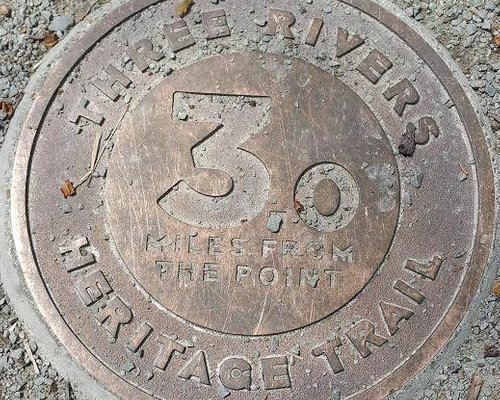 THREE RIVERS
3.0
MILES FROM
THE POINT
HERITAGE TRAIL